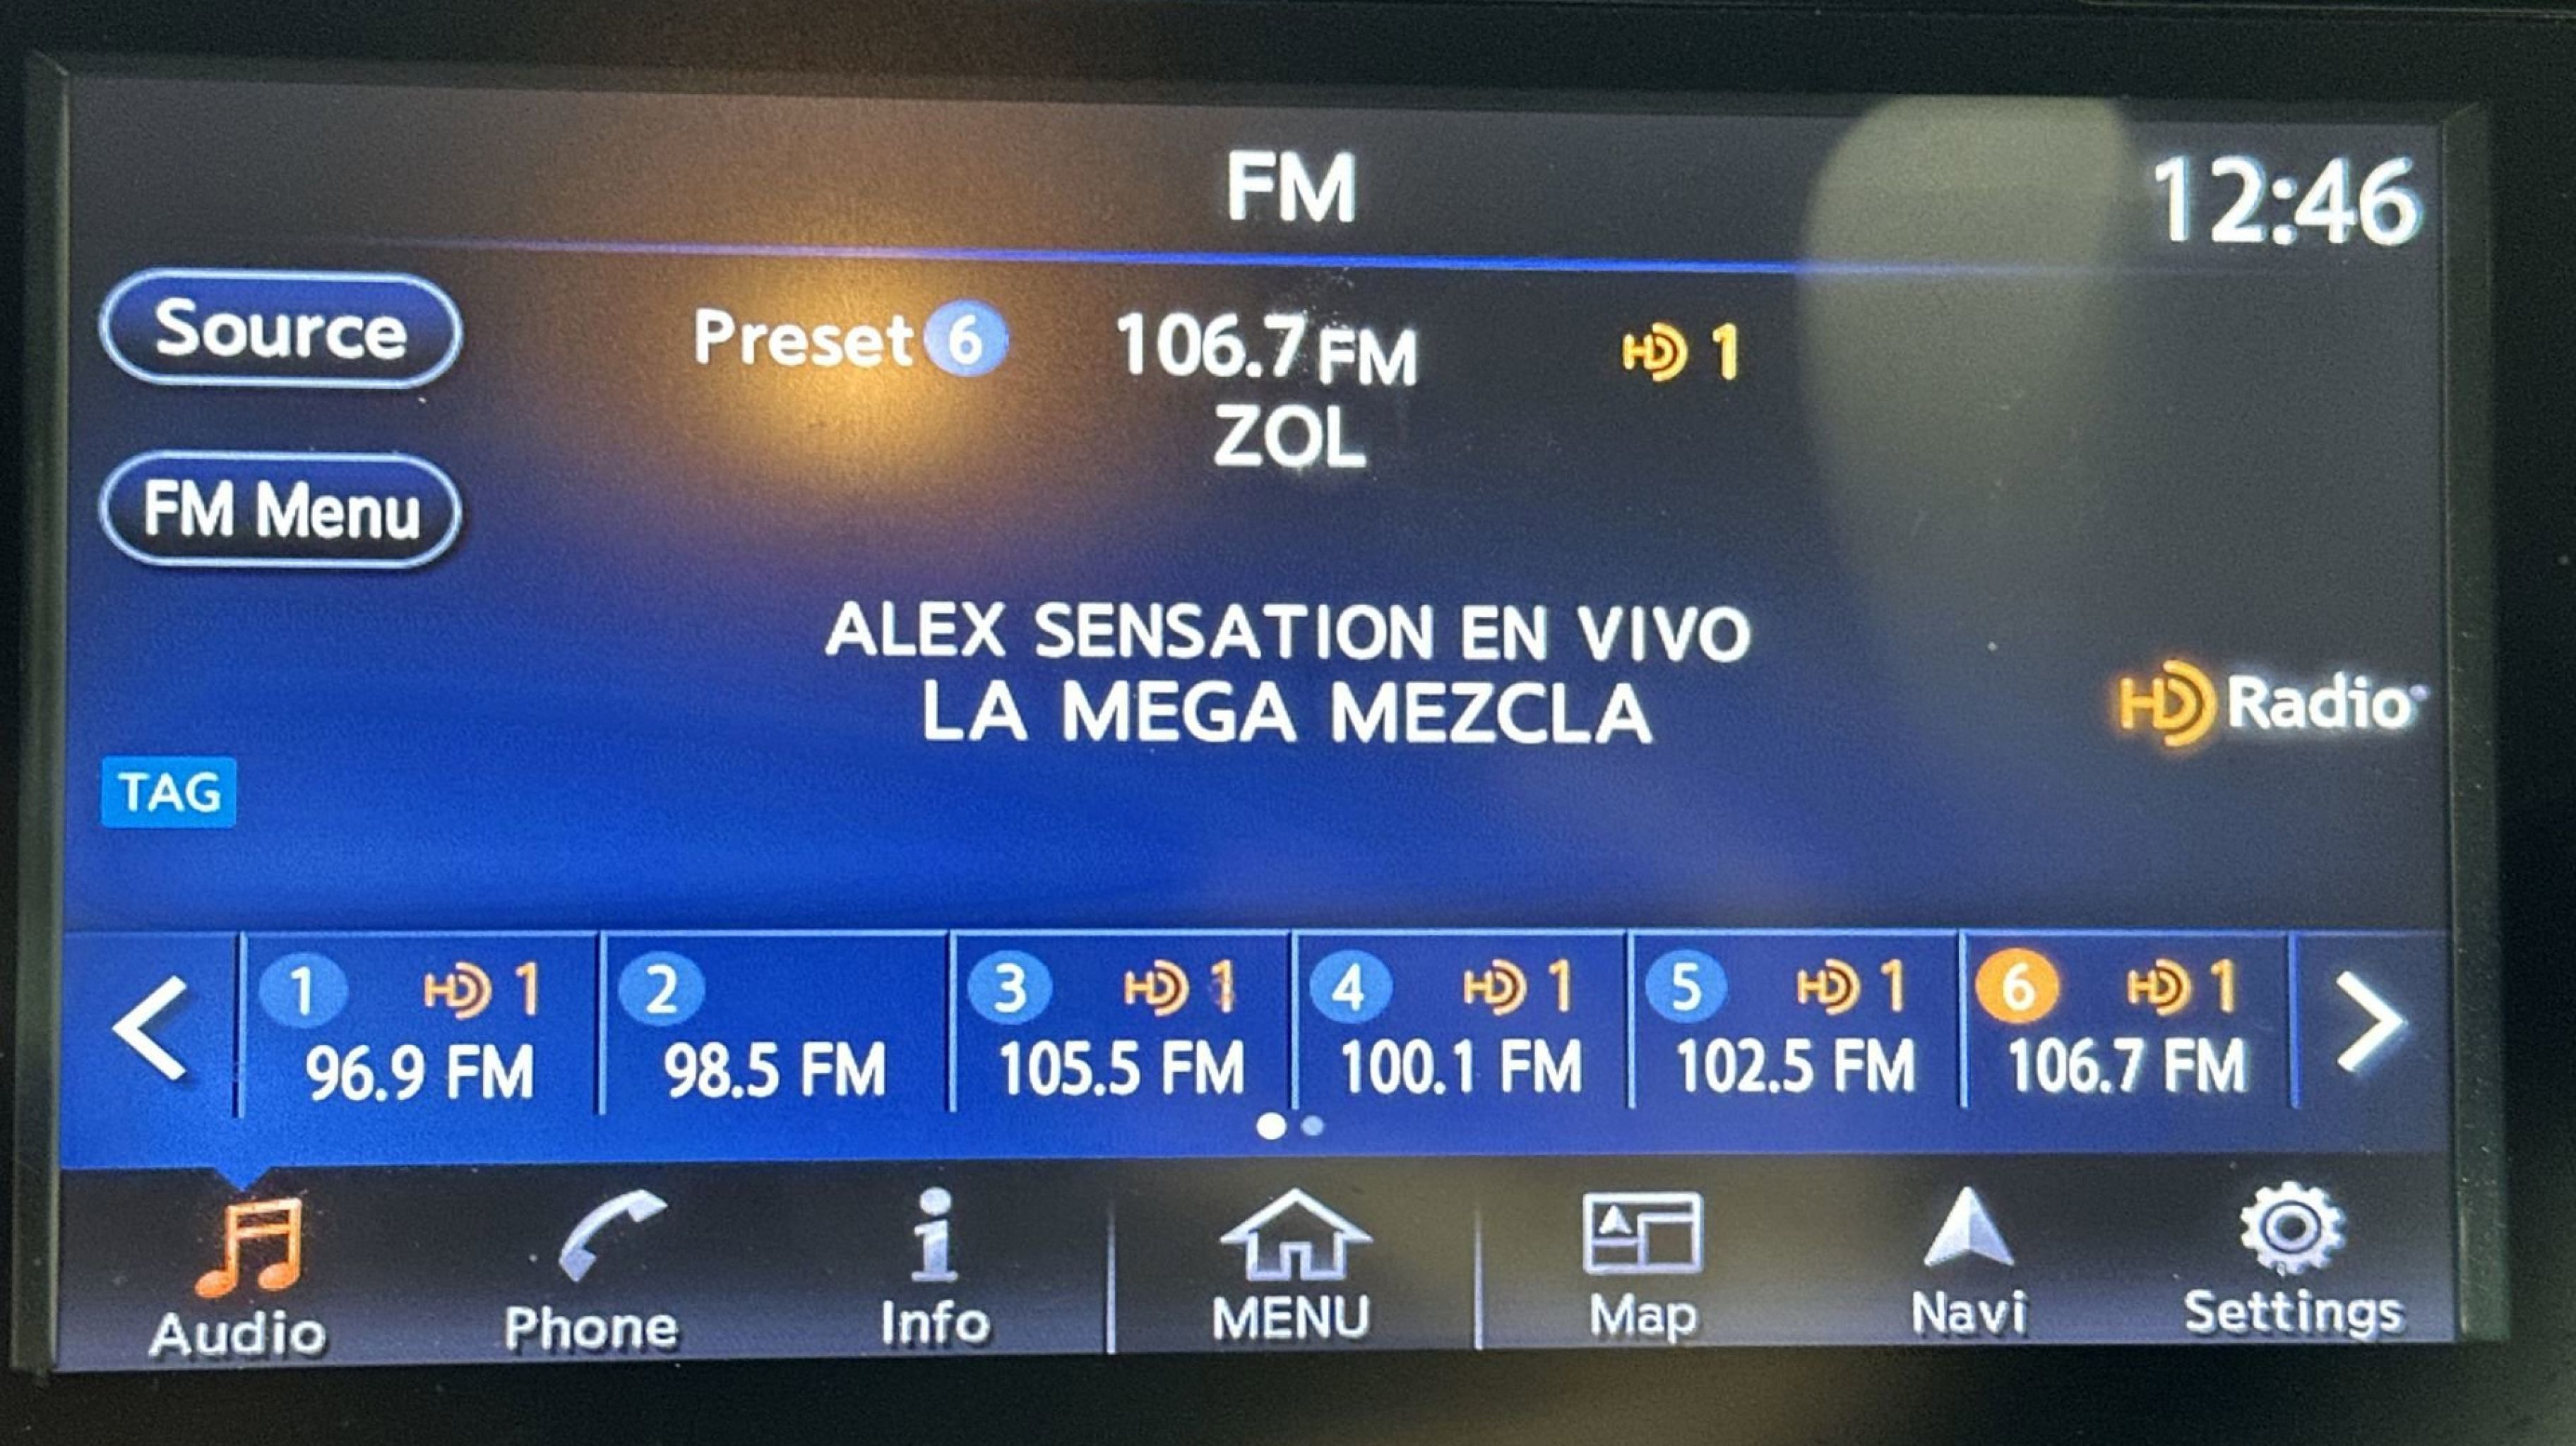 FM
12:46
Source
Preset 6 106.7 FM HD 1
ZOL
FM Menu
ALEX SENSATION EN VIVO
LA MEGA MEZCLA
HD Radio
TAG
1 HD 1
96.9 FM
2
98.5 FM
3 HD 1
105.5 FM
4 HD 1
100.1 FM
5 HD 1
102.5 FM
6 HD 1
106.7 FM
Audio
Phone
Info
MENU
Map
Navi
Settings